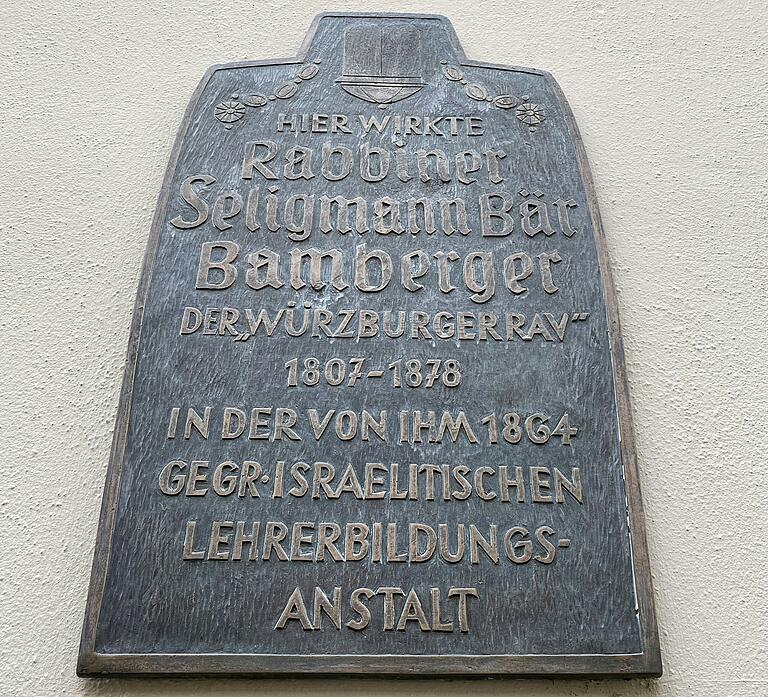 HIER WIRKTE
Rabbiner
Seligmann Bär
Bamberger
DER „WÜRZBURGER RAV”
1807-1878
IN DER VON IHM 1864
GEGR·ISRAELITISCHEN
LEHRERBILDUNGS-
ANSTALT